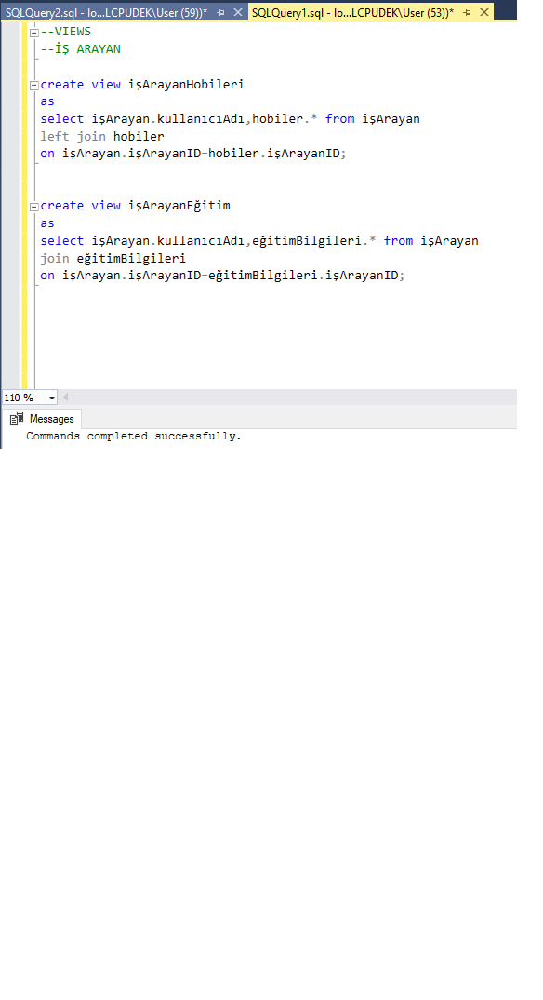 SQLQuery2.sql - lo...LCPUDEK\User (59))* SQLQuery1.sql - lo...LCPUDEK\User (53))*
--VIEWS
--İŞ ARAYAN
create view işArayanHobileri
as
select işArayan.kullanıcıAdı,hobiler.* from işArayan
left join hobiler
on işArayan.işArayanID=hobiler.işArayanID;
create view işArayanEğitim
as
select işArayan.kullanıcıAdı,eğitimBilgileri.* from işArayan
join eğitimBilgileri
on işArayan.işArayanID=eğitimBilgileri.işArayanID;
110 %
Messages
Commands completed successfully.